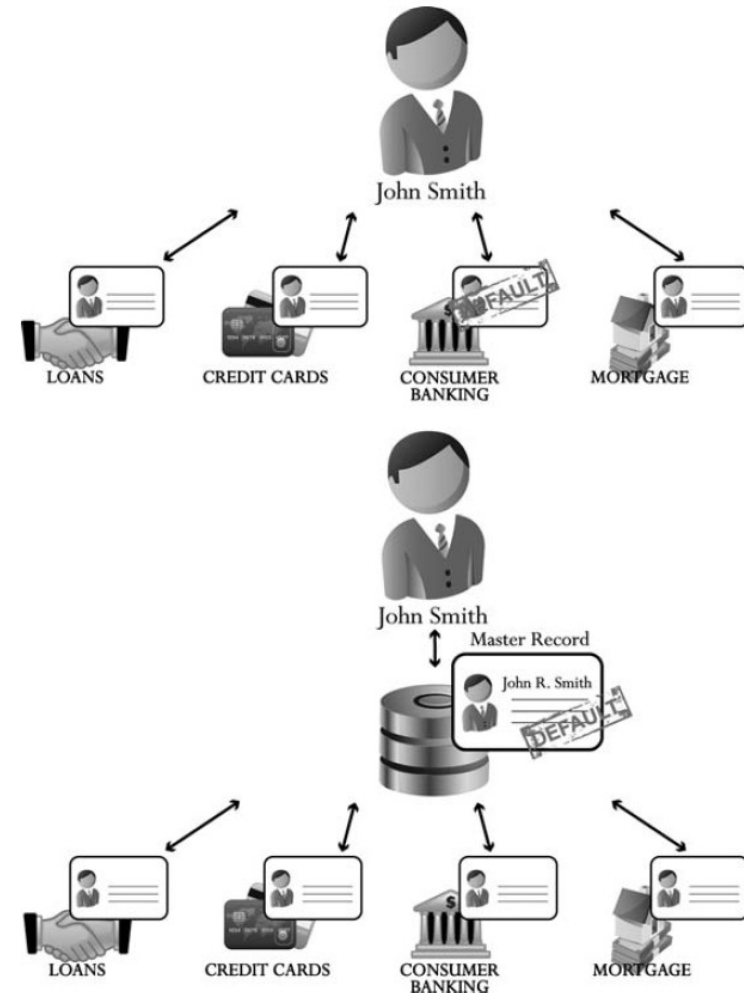 John Smith
DEFAULT
LOANS
CREDIT CARDS
CONSUMER
BANKING
MORTGAGE
John Smith
Master Record
John R. Smith
DEFAULT
$
LOANS
CREDIT CARDS
CONSUMER
BANKING
MORTGAGE